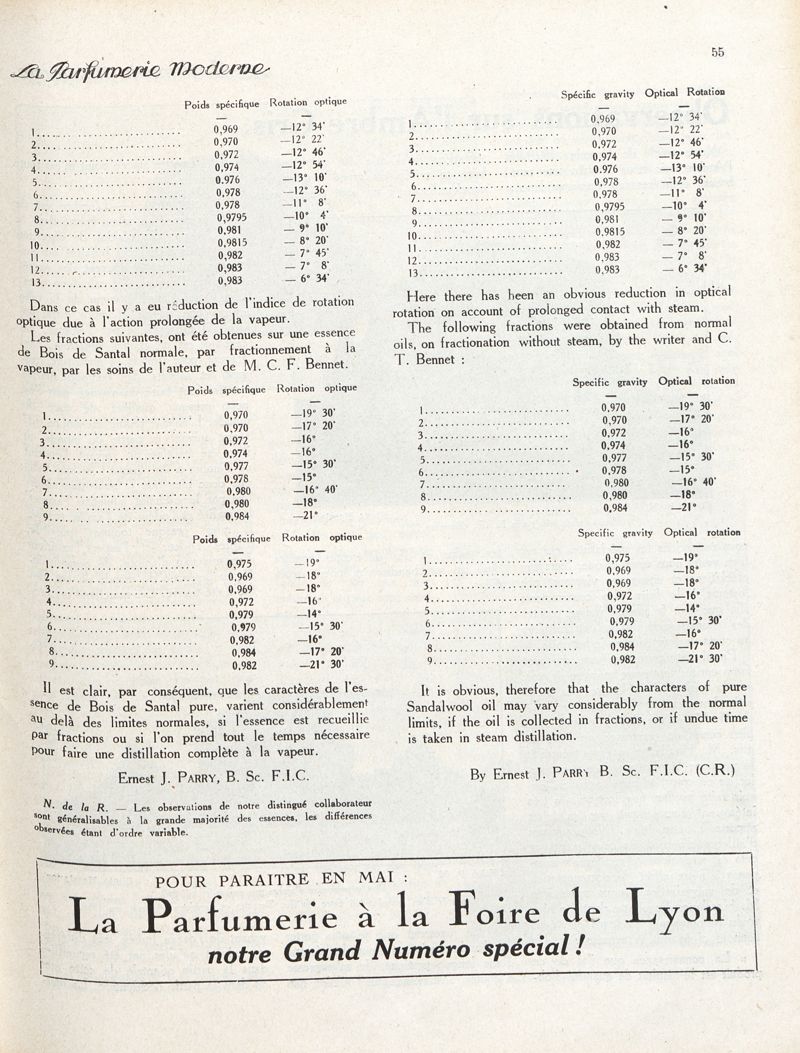 55
La Parfumerie Moderne
Poids spécifique Rotation optique
1 0,969 —12° 34'
2 0,970 —12° 22'
3 0,972 —12° 46'
4 0,974 —12° 54'
5 0.976 —13° 10'
6 0,978 —12° 36'
7 0,978 —11° 8'
8 0,9795 —10° 4'
9 0,981 — 9° 10'
10 0,9815 — 8° 20'
11 0,982 — 7° 45'
12 0,983 — 7° 8'
13 0,983 — 6° 34'
Dans ce cas il y a eu réduction de l'indice de rotation
optique due à l'action prolongée de la vapeur.
Les fractions suivantes, ont été obtenues sur une essence
de Bois de Santal normale, par fractionnement à la
vapeur, par les soins de l'auteur et de M. C. F. Bennet.
Poids spécifique Rotation optique
1 0,970 —19° 30'
2 0,970 —17° 20'
3 0,972 —16°
4 0,974 —16°
5 0,977 —15° 30'
6 0,978 —15°
7 0,980 —16° 40'
8 0,980 —18°
9 0,984 —21°
Poids spécifique Rotation optique
1 0,975 —19°
2 0,969 —18°
3 0,969 —18°
4 0,972 —16°
5 0,979 —14°
6 0,979 —15° 30'
7 0,982 —16°
8 0,984 —17° 20'
9 0,982 —21° 30'
Il est clair, par conséquent, que les caractères de l'es-
sence de Bois de Santal pure, varient considérablement
au delà des limites normales, si l'essence est recueillie
par fractions ou si l'on prend tout le temps nécessaire
pour faire une distillation complète à la vapeur.
Ernest J. PARRY, B. Sc. F.I.C.
N. de la R. — Les observations de notre distingué collaborateur
sont généralisables à la grande majorité des essences, les différences
observées étant d'ordre variable.
Spécific gravity Optical Rotation
1 0.969 —12° 34'
2 0,970 —12° 22'
3 0,972 —12° 46'
4 0,974 —12° 54'
5 0.976 —13° 10'
6 0,978 —12° 36'
7 0,978 —11° 8'
8 0,9795 —10° 4'
9 0,981 — 9° 10'
10 0.9815 — 8° 20'
11 0,982 — 7° 45'
12 0,983 — 7° 8'
13 0,983 — 6° 34'
Here there has been an obvious reduction in optical
rotation on account of prolonged contact with steam.
The following fractions were obtained from normal
oils, on fractionation without steam, by the writer and C.
T. Bennet :
Specific gravity Optical rotation
1 0,970 —19° 30'
2 0,970 —17° 20'
3 0,972 —16°
4 0,974 —16°
5 0,977 —15° 30'
6 0,978 —15°
7 0,980 —16° 40'
8 0,980 —18°
9 0,984 —21°
Specific gravity Optical rotation
1 0,975 —19°
2 0,969 —18°
3 0,969 —18°
4 0,972 —16°
5 0,979 —14°
6 0,979 —15° 30'
7 0,982 —16°
8 0,984 —17° 20'
9 0,982 —21° 30'
It is obvious, therefore that the characters of pure
Sandalwood oil may vary considerably from the normal
limits, if the oil is collected in fractions, or if undue time
is taken in steam distillation.
By Ernest J. PARRY B. Sc. F.I.C. (C.R.)
POUR PARAITRE EN MAI :
La Parfumerie à la Foire de Lyon
notre Grand Numéro spécial !